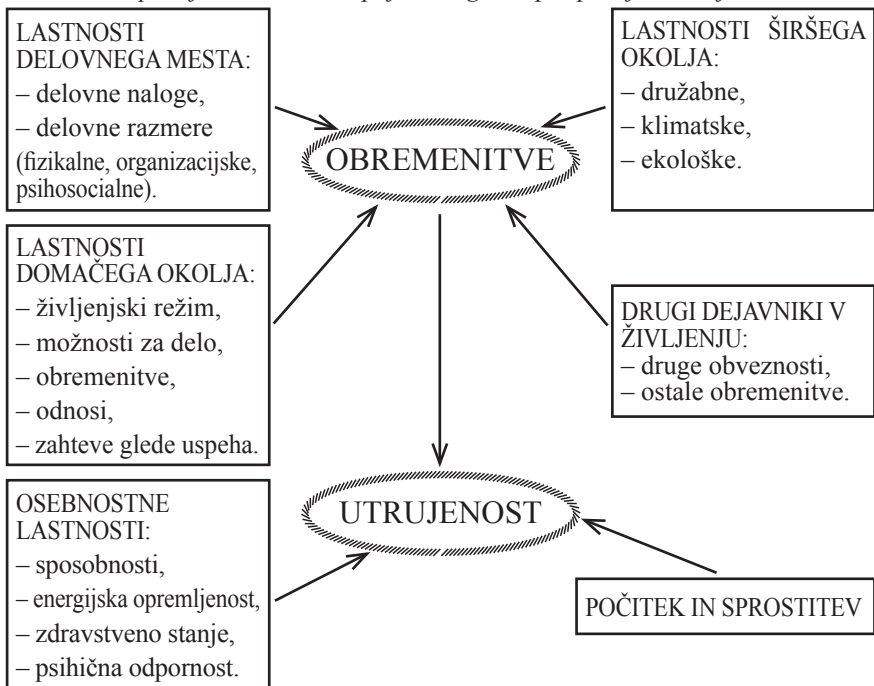 LASTNOSTI
DELOVNEGA MESTA:
– delovne naloge,
– delovne razmere
(fizikalne, organizacijske,
psihosocialne).
LASTNOSTI ŠIRŠEGA
OKOLJA:
– družabne,
– klimatske,
– ekološke.
OBREMENITVE
LASTNOSTI
DOMAČEGA OKOLJA:
– življenjski režim,
– možnosti za delo,
– obremenitve,
– odnosi,
– zahteve glede uspeha.
DRUGI DEJAVNIKI V
ŽIVLJENJU:
– druge obveznosti,
– ostale obremenitve.
OSEBNOSTNE
LASTNOSTI:
– sposobnosti,
– energijska opremljenost,
– zdravstveno stanje,
– psihična odpornost.
UTRUJENOST
POČITEK IN SPROSTITEV